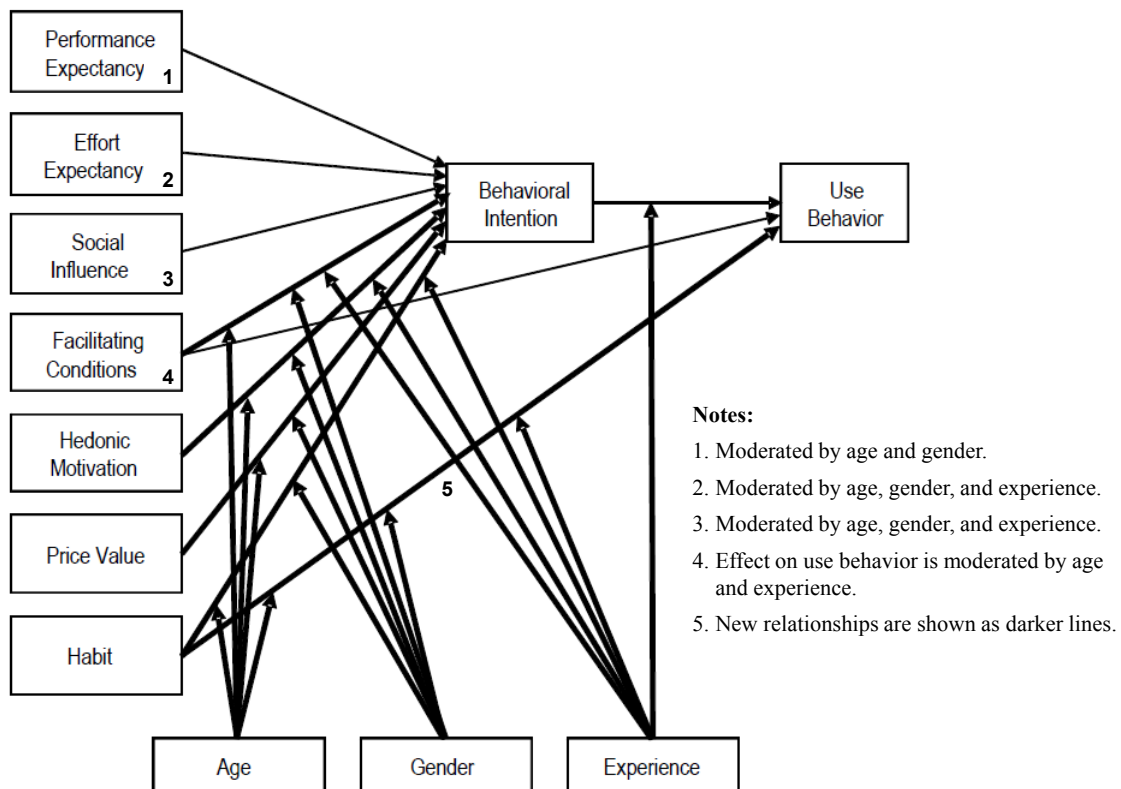 Performance
Expectancy 1
Effort
Expectancy 2
Social
Influence 3
Facilitating
Conditions 4
Hedonic
Motivation
Price Value
Habit
Behavioral
Intention
Use
Behavior
5
Age
Gender
Experience
Notes:
1. Moderated by age and gender.
2. Moderated by age, gender, and experience.
3. Moderated by age, gender, and experience.
4. Effect on use behavior is moderated by age
and experience.
5. New relationships are shown as darker lines.